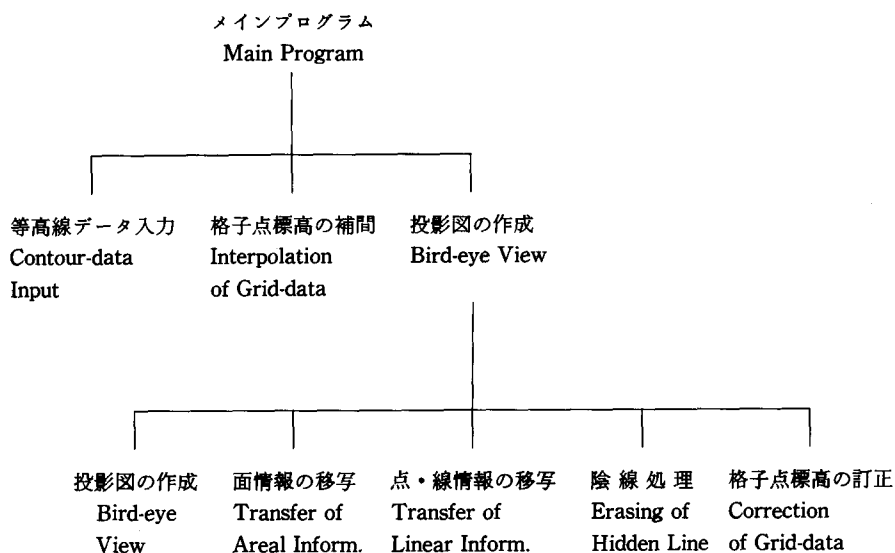 メインプログラム
Main Program
等高線データ入力
Contour-data
Input
格子点標高の補間
Interpolation
of Grid-data
投影図の作成
Bird-eye View
投影図の作成
Bird-eye
View
面情報の移写
Transfer of
Areal Inform.
点・線情報の移写
Transfer of
Linear Inform.
陰線処理
Erasing of
Hidden Line
格子点標高の訂正
Correction
of Grid-data